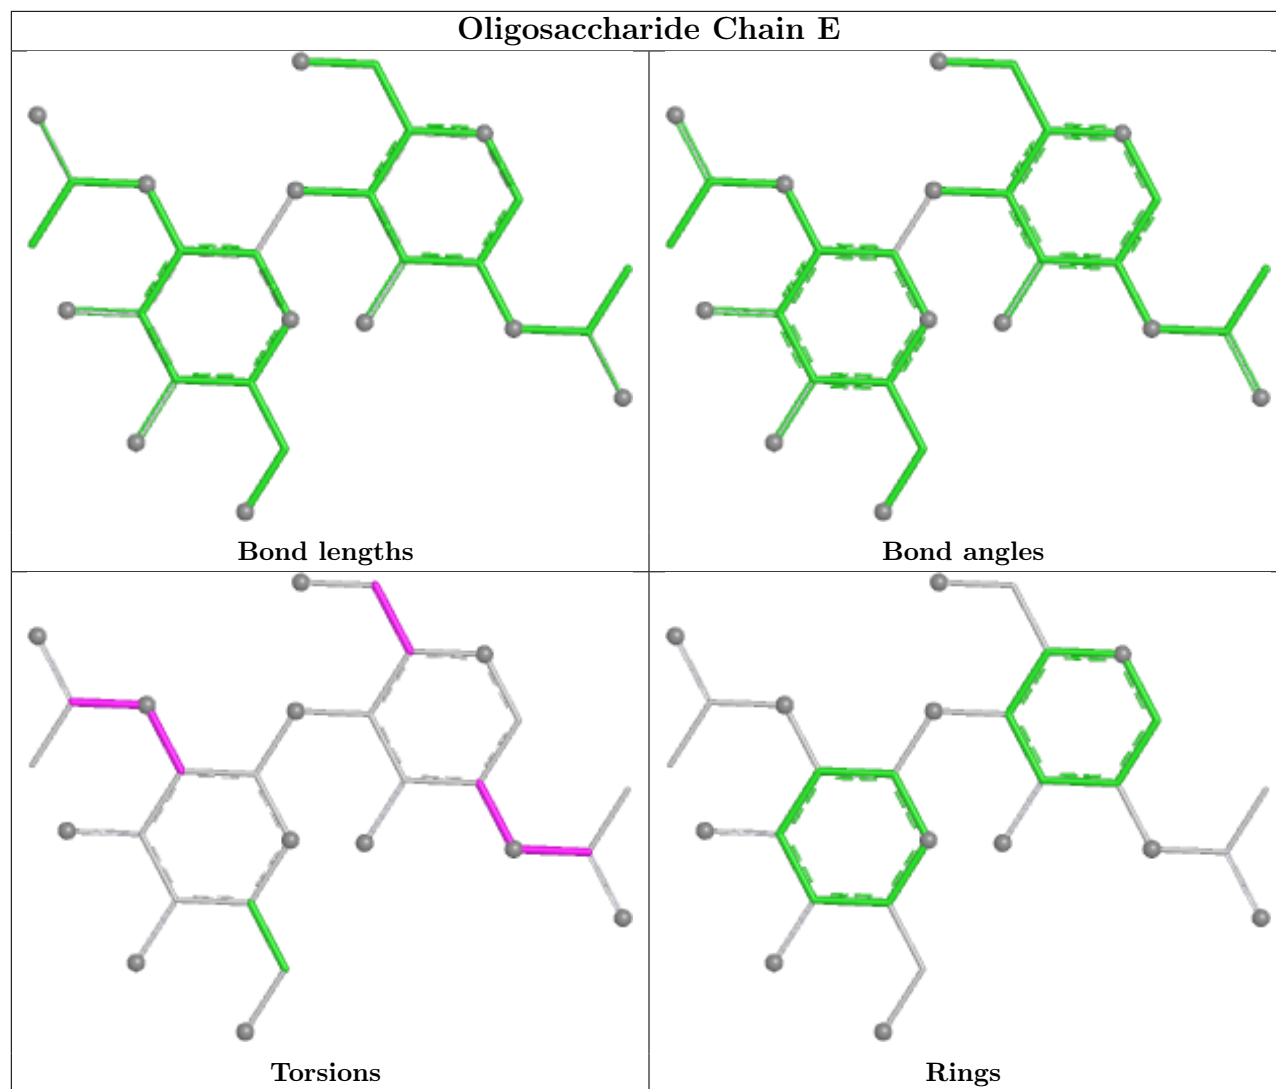 Oligosaccharide Chain E
Bond lengths
Bond angles
Torsions
Rings